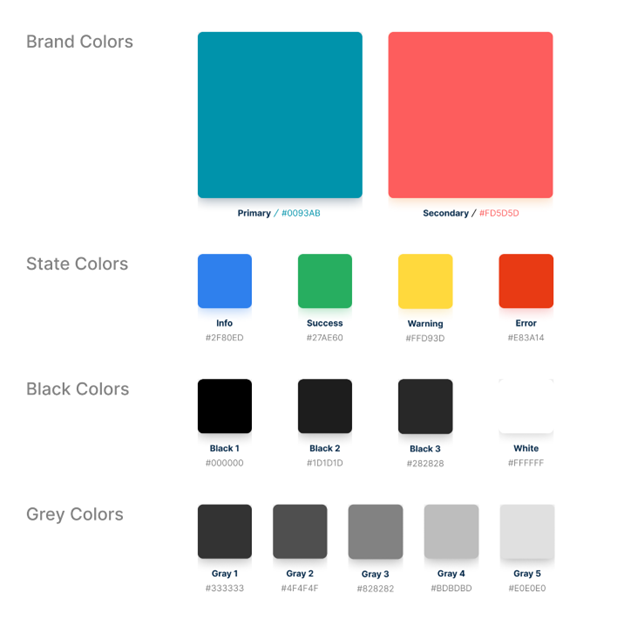 Brand Colors
Primary / #0093AB
Secondary / #FD5D5D
State Colors
Info
#2F80ED
Success
#27AE60
Warning
#FFD93D
Error
#E83A14
Black Colors
Black 1
#000000
Black 2
#1D1D1D
Black 3
#282828
White
#FFFFFF
Grey Colors
Gray 1
#333333
Gray 2
#4F4F4F
Gray 3
#828282
Gray 4
#BDBDBD
Gray 5
#E0E0E0